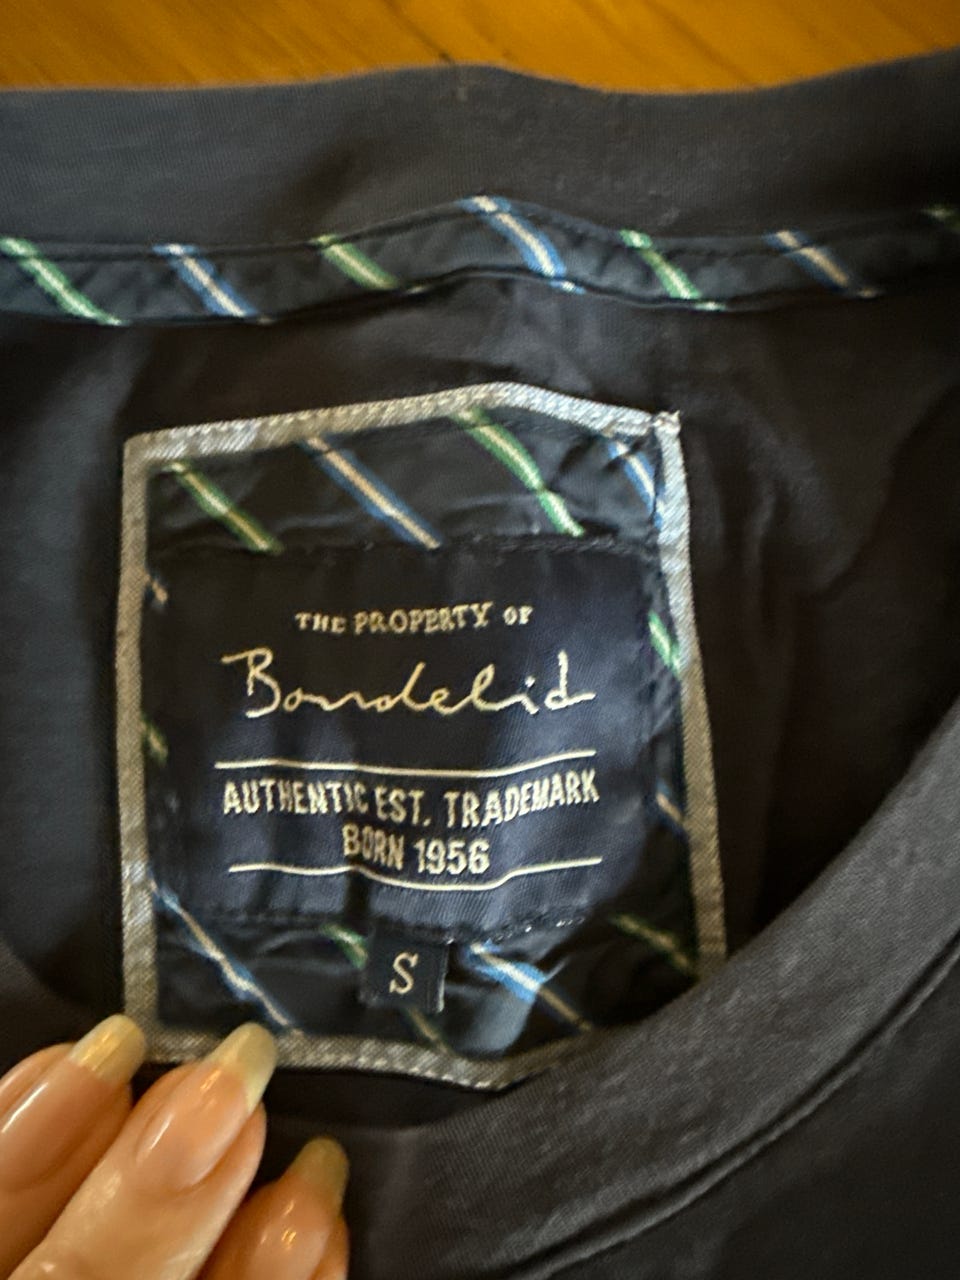 THE PROPERTY OF
Bondelid
AUTHENTIC EST. TRADEMARK
BORN 1956
S